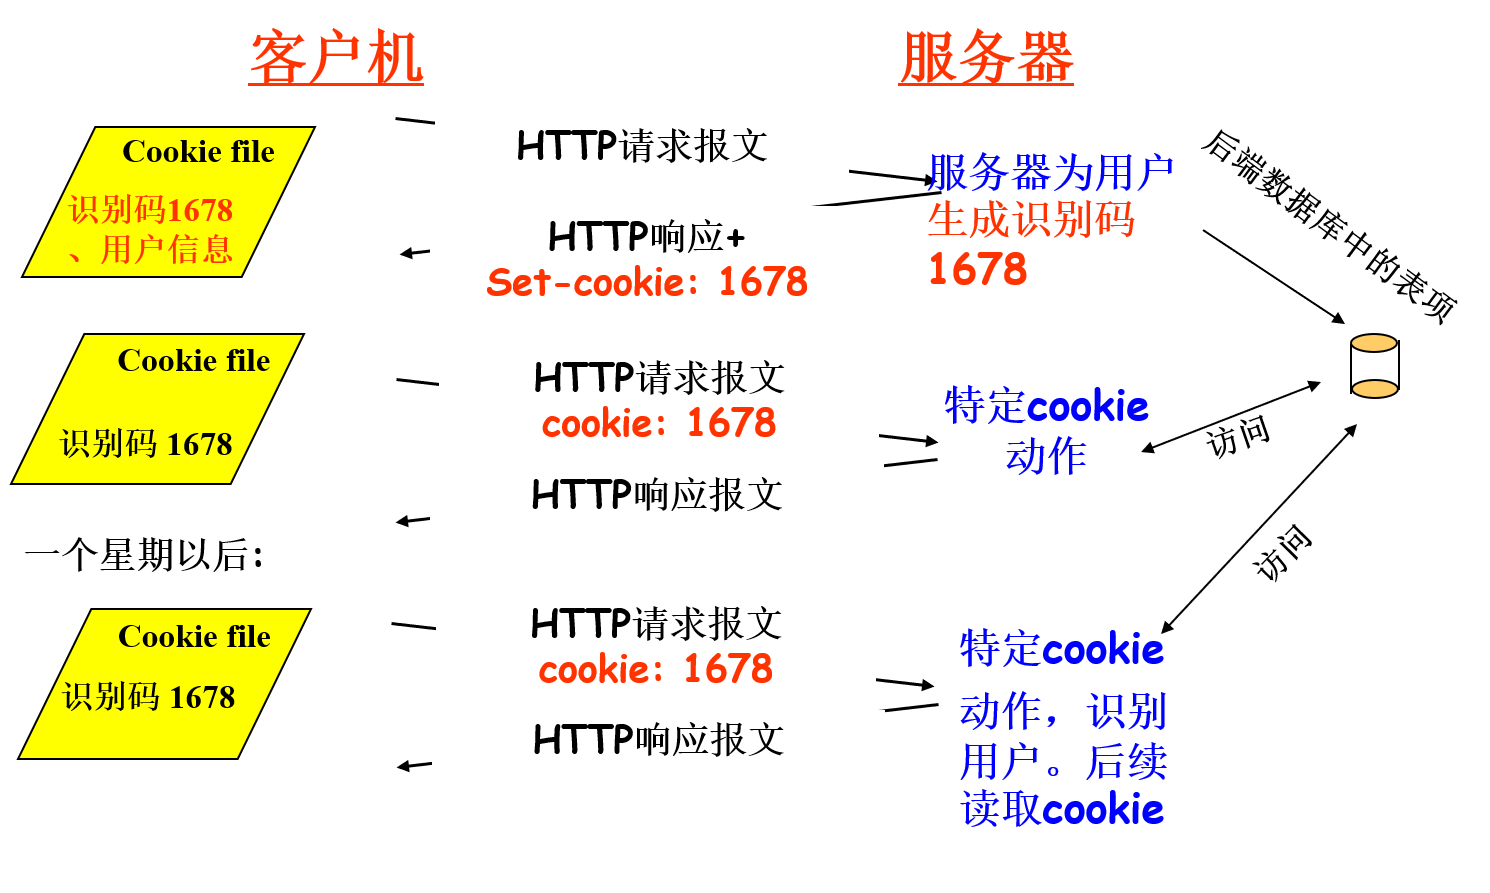 客户机
服务器
Cookie file
识别码1678
、用户信息
HTTP请求报文
HTTP响应+
Set-cookie: 1678
服务器为用户
生成识别码
1678
后端数据库中的表项
Cookie file
识别码 1678
HTTP请求报文
cookie: 1678
HTTP响应报文
特定cookie
动作
访问
一个星期以后:
Cookie file
识别码 1678
HTTP请求报文
cookie: 1678
HTTP响应报文
特定cookie
动作，识别
用户。后续
读取cookie
访问